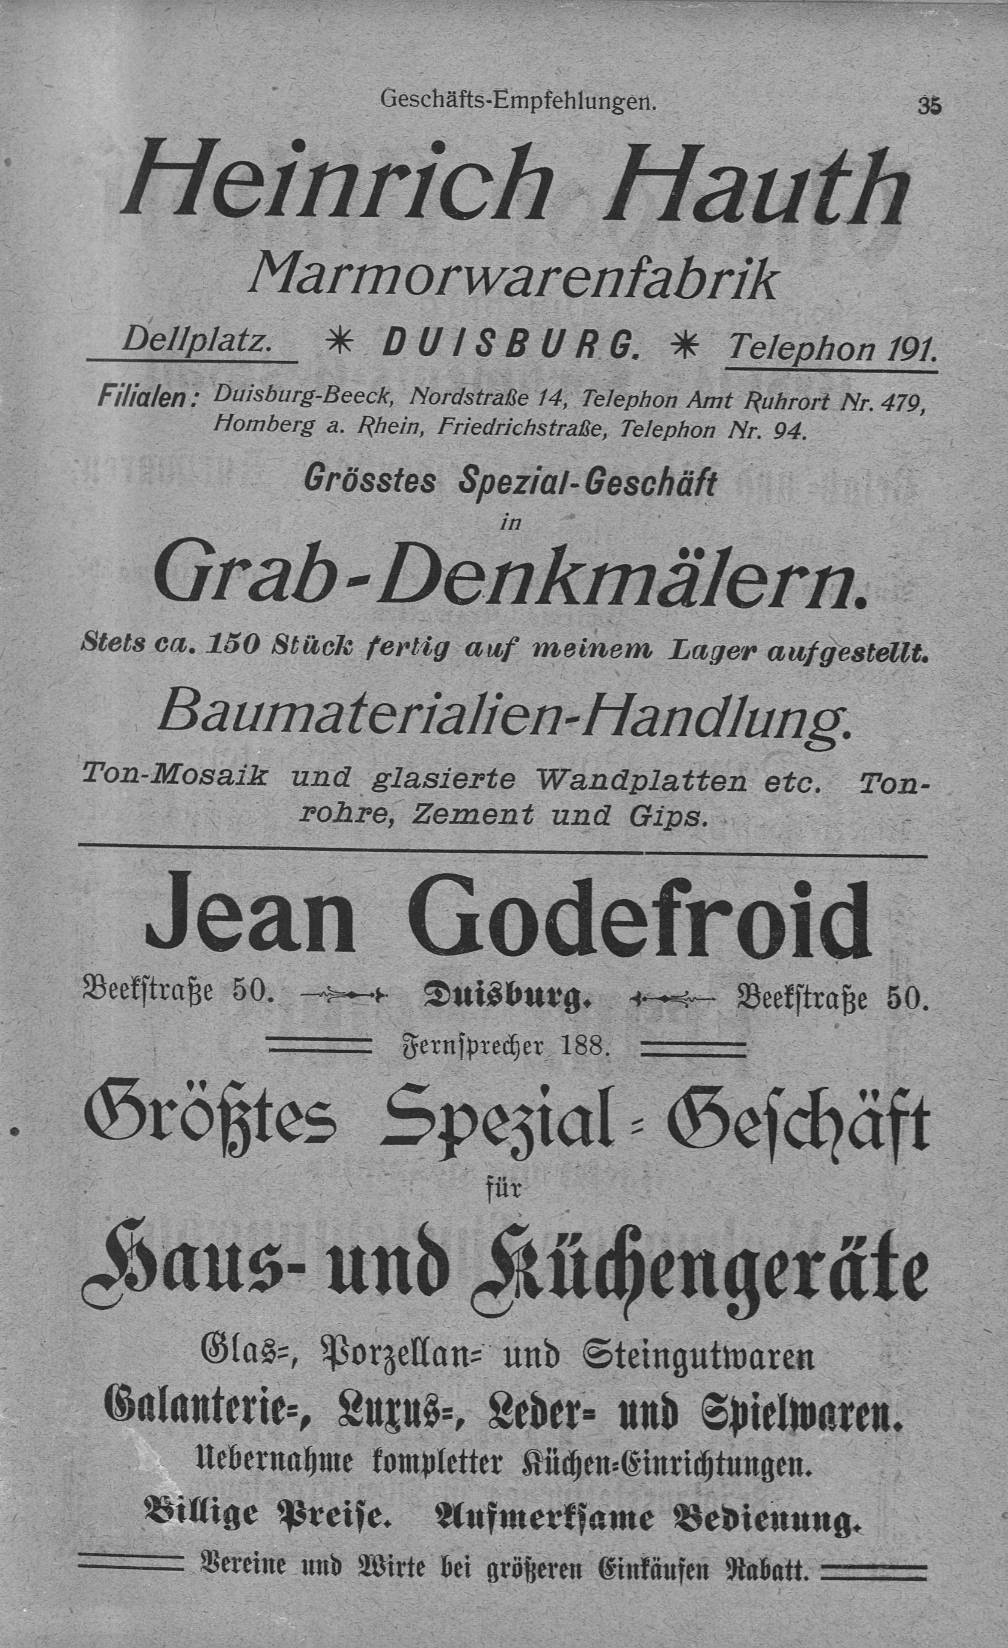 Geschäfts-Empfehlungen. 35
Heinrich Hauth
Marmorwarenfabrik
Dellplatz. ✳ DUISBURG. ✳ Telephon 191.
Filialen: Duisburg-Beeck, Nordstraße 14, Telephon Amt Ruhrort Nr. 479,
Homberg a. Rhein, Friedrichstraße, Telephon Nr. 94.
Grösstes Spezial-Geschäft
in
Grab-Denkmälern.
Stets ca. 150 Stück fertig auf meinem Lager aufgestellt.
Baumaterialien-Handlung.
Ton-Mosaik und glasierte Wandplatten etc. Ton-
rohre, Zement und Gips.
Jean Godefroid
Beekstraße 50. Duisburg. Beekstraße 50.
Fernsprecher 188.
Größtes Spezial-Geschäft
für
Haus- und Küchengeräte
Glas-, Porzellan- und Steingutwaren
Galanterie-, Luxus-, Leder- und Spielwaren.
Uebernahme kompletter Küchen-Einrichtungen.
Billige Preise. Aufmerksame Bedienung.
Vereine und Wirte bei größeren Einkäufen Rabatt.